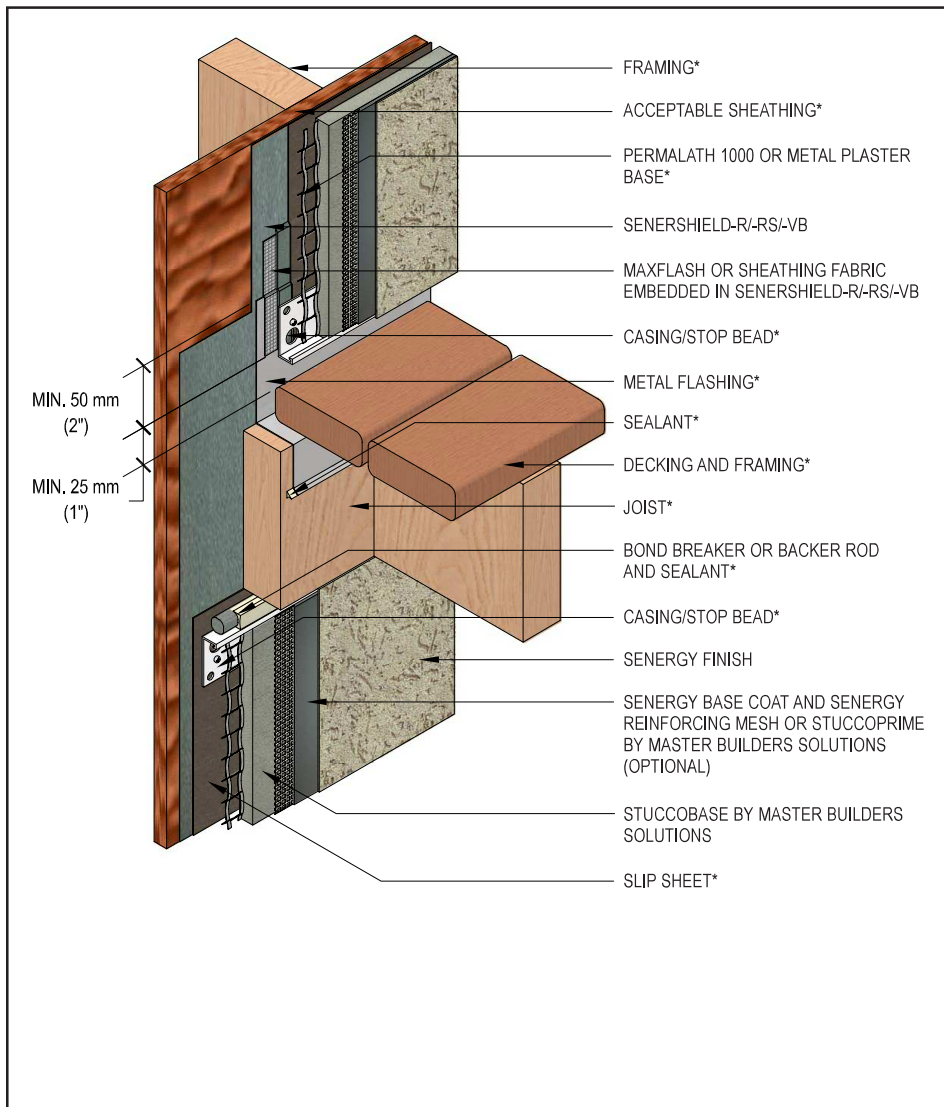 FRAMING*
ACCEPTABLE SHEATHING*
PERMALATH 1000 OR METAL PLASTER
BASE*
SENERSHIELD-R/-RS/-VB
MAXFLASH OR SHEATHING FABRIC
EMBEDDED IN SENERSHIELD-R/-RS/-VB
CASING/STOP BEAD*
METAL FLASHING*
SEALANT*
DECKING AND FRAMING*
JOIST*
BOND BREAKER OR BACKER ROD
AND SEALANT*
CASING/STOP BEAD*
SENERGY FINISH
SENERGY BASE COAT AND SENERGY
REINFORCING MESH OR STUCCOPRIME
BY MASTER BUILDERS SOLUTIONS
(OPTIONAL)
STUCCOBASE BY MASTER BUILDERS
SOLUTIONS
SLIP SHEET*
MIN. 50 mm
(2")
MIN. 25 mm
(1")